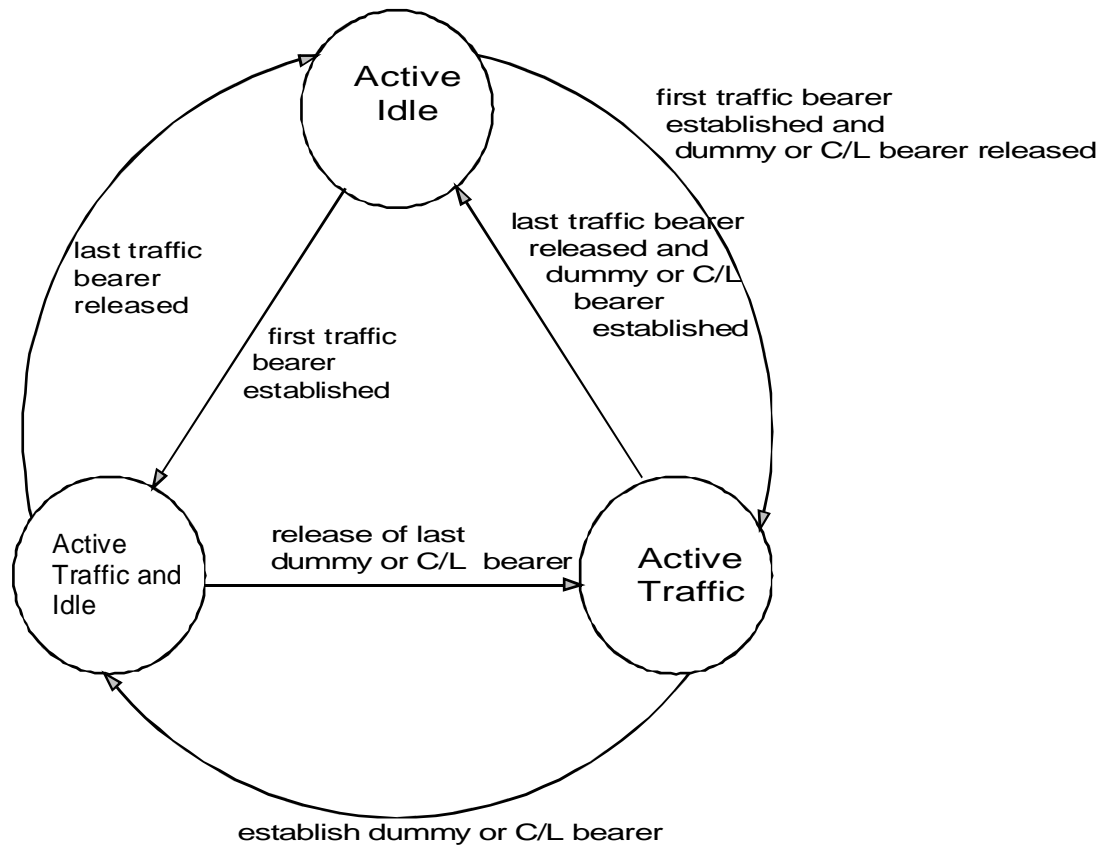 Active
Idle
first traffic bearer
established and
dummy or C/L bearer released
last traffic bearer
released and
dummy or C/L
bearer
established
last traffic
bearer
released
first traffic
bearer
established
Active
Traffic and
Idle
release of last
dummy or C/L bearer
Active
Traffic
establish dummy or C/L bearer